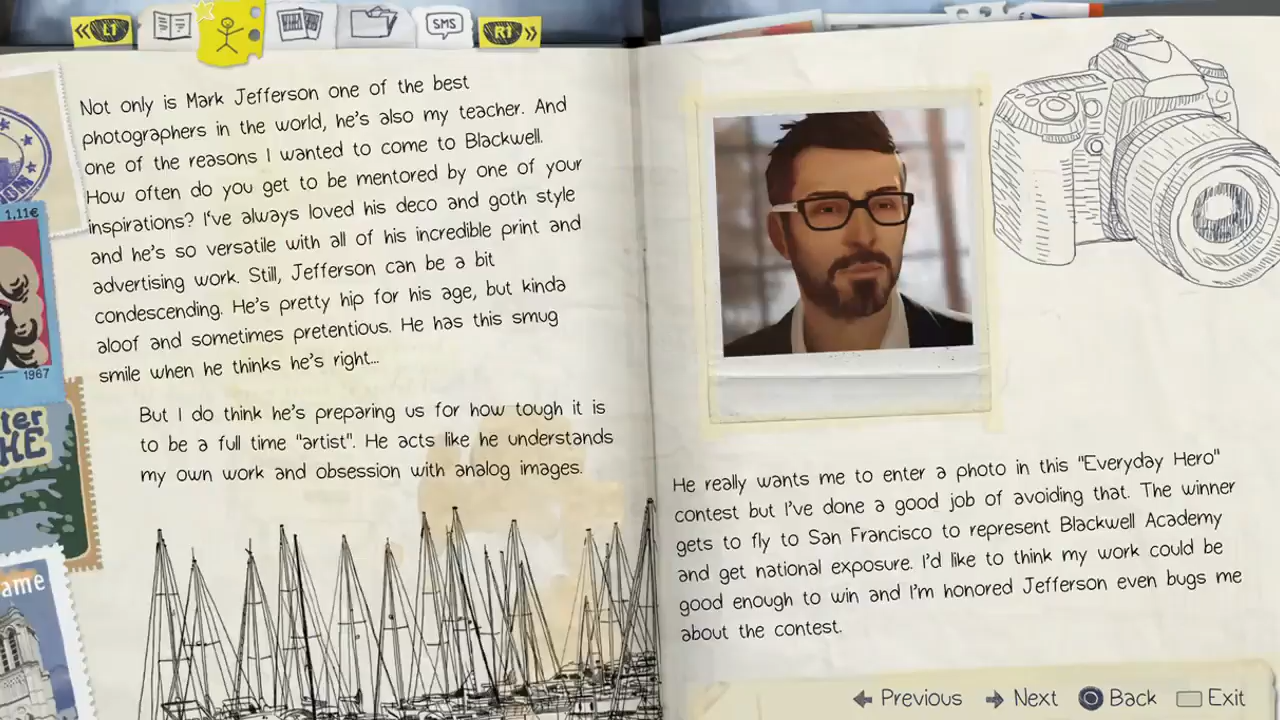 L1
SMS
R1
Not only is Mark Jefferson one of the best
photographers in the world, he's also my teacher. And
one of the reasons I wanted to come to Blackwell.
How often do you get to be mentored by one of your
inspirations? I've always loved his deco and goth style
and he's so versatile with all of his incredible print and
advertising work. Still, Jefferson can be a bit
condescending. He's pretty hip for his age, but kinda
aloof and sometimes pretentious. He has this smug
smile when he thinks he's right...
But I do think he's preparing us for how tough it is
to be a full time "artist". He acts like he understands
my own work and obsession with analog images.
1,11€
1967
ter
HE
ame
He really wants me to enter a photo in this "Everyday Hero"
contest but I've done a good job of avoiding that. The winner
gets to fly to San Francisco to represent Blackwell Academy
and get national exposure. I'd like to think my work could be
good enough to win and I'm honored Jefferson even bugs me
about the contest.
Previous
Next
Back
Exit